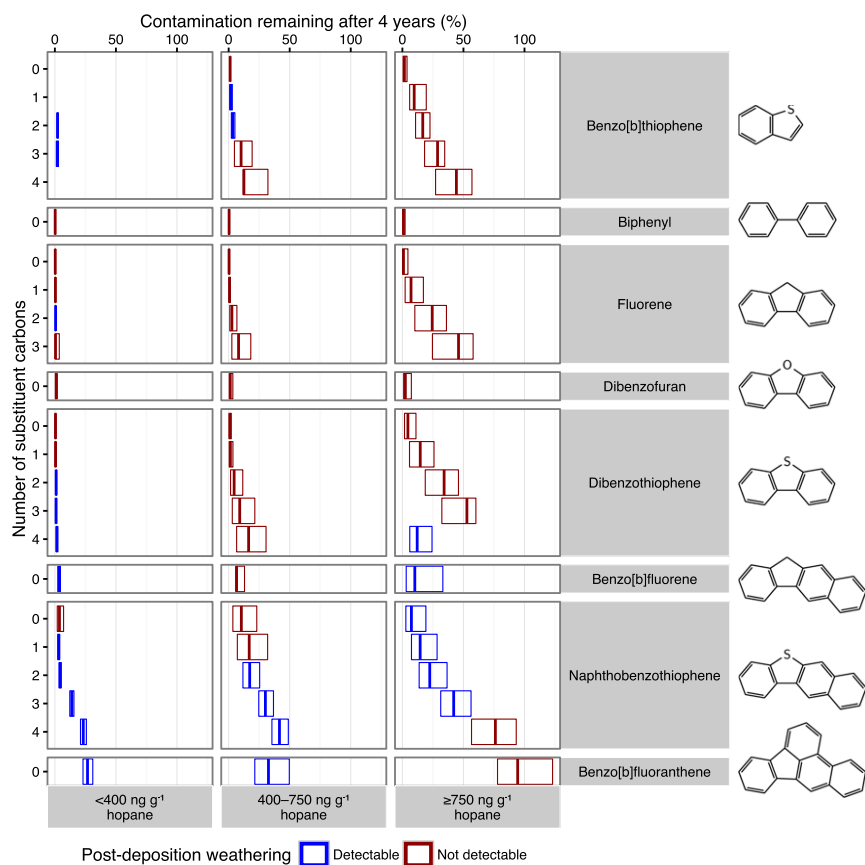 Contamination remaining after 4 years (%)
0 50 100 0 50 100 0 50 100
Number of substituent carbons
0
1
2
3
4
Benzo[b]thiophene
S
0
Biphenyl
0
1
2
3
Fluorene
0
Dibenzofuran
O
0
1
2
3
4
Dibenzothiophene
S
0
Benzo[b]fluorene
0
1
2
3
4
Naphthobenzothiophene
S
0
Benzo[b]fluoranthene
<400 ng g⁻¹
hopane
400–750 ng g⁻¹
hopane
≥750 ng g⁻¹
hopane
Post-deposition weathering Detectable Not detectable